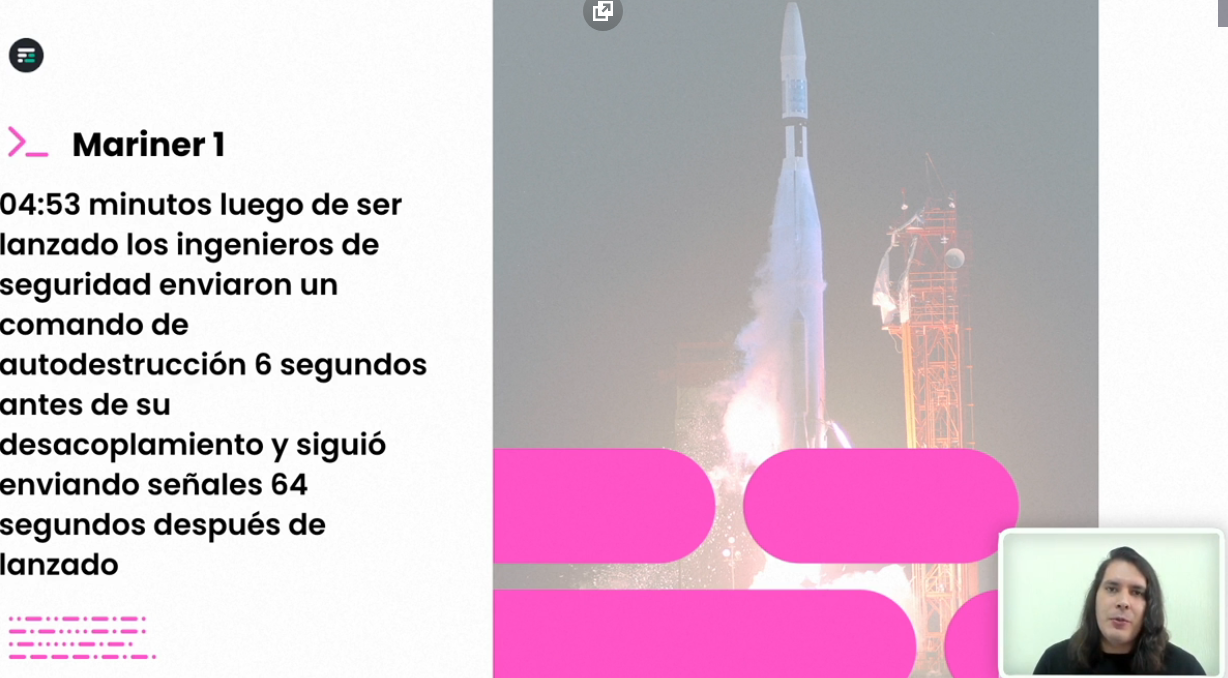 Mariner 1
04:53 minutos luego de ser
lanzado los ingenieros de
seguridad enviaron un
comando de
autodestrucción 6 segundos
antes de su
desacoplamiento y siguió
enviando señales 64
segundos después de
lanzado